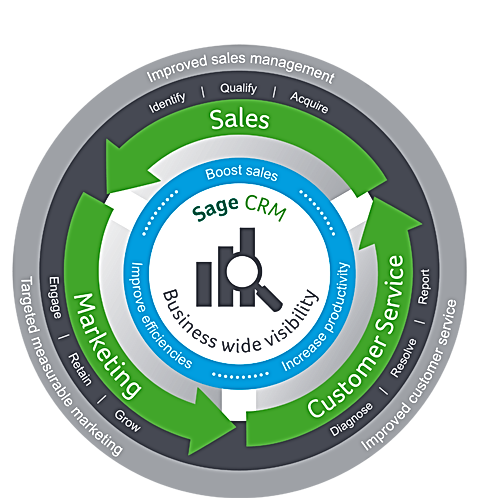 Improved sales management
Identify | Qualify | Acquire
Sales
Boost sales
Sage CRM
Business wide visibility
Improve efficiencies
Increase productivity
Marketing
Engage | Retain | Grow
Targeted measurable marketing
Customer Service
Diagnose | Resolve | Report
Improved customer service